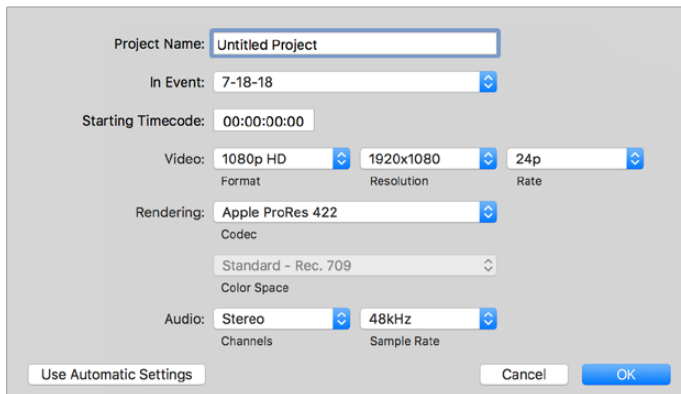 Project Name: Untitled Project
In Event: 7-18-18
Starting Timecode: 00:00:00:00
Video: 1080p HD 1920x1080 24p
Format Resolution Rate
Rendering: Apple ProRes 422
Codec
Standard - Rec. 709
Color Space
Audio: Stereo 48kHz
Channels Sample Rate
Use Automatic Settings Cancel OK